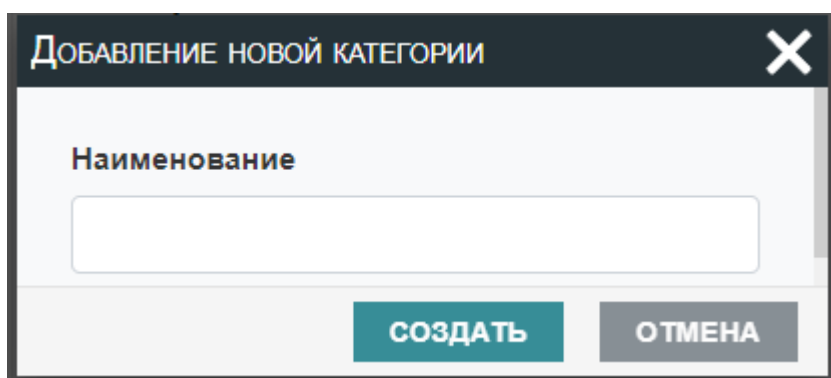 Добавление новой категории
Наименование
СОЗДАТЬ
ОТМЕНА